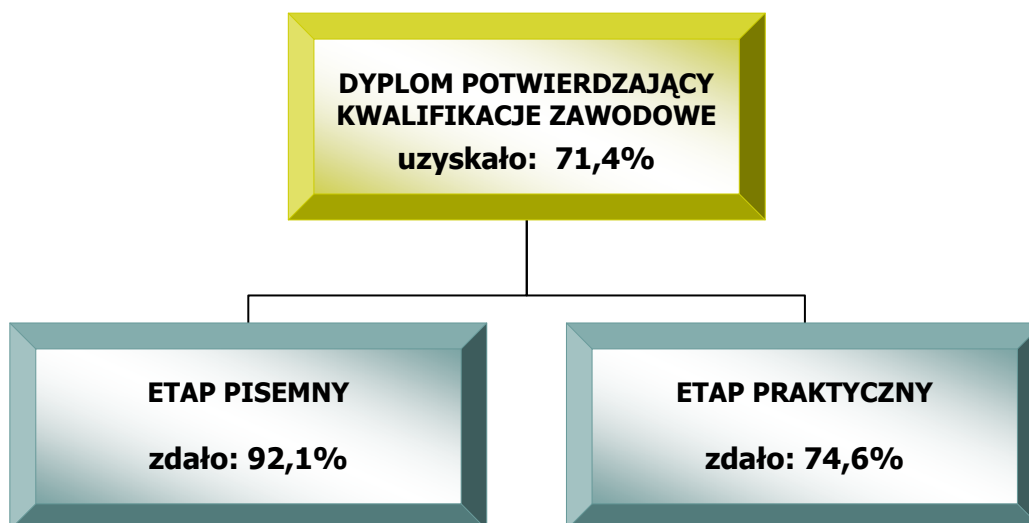 DYPLOM POTWIERDZAJĄCY
KWALIFIKACJE ZAWODOWE
uzyskało: 71,4%
ETAP PISEMNY
zdało: 92,1%
ETAP PRAKTYCZNY
zdało: 74,6%